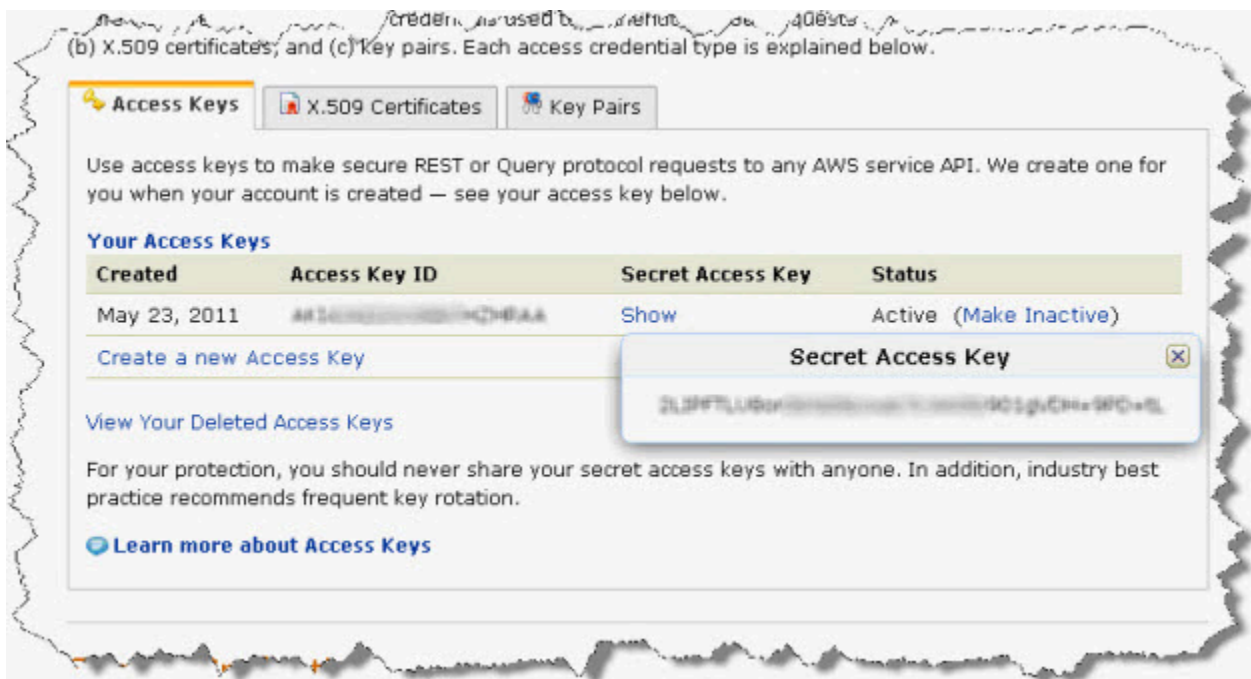 (b) X.509 certificates, and (c) key pairs. Each access credential type is explained below.
Access Keys
X.509 Certificates
Key Pairs
Use access keys to make secure REST or Query protocol requests to any AWS service API. We create one for
you when your account is created — see your access key below.
Your Access Keys
Created Access Key ID Secret Access Key Status
May 23, 2011 Show Active (Make Inactive)
Create a new Access Key
Secret Access Key
View Your Deleted Access Keys
For your protection, you should never share your secret access keys with anyone. In addition, industry best
practice recommends frequent key rotation.
Learn more about Access Keys